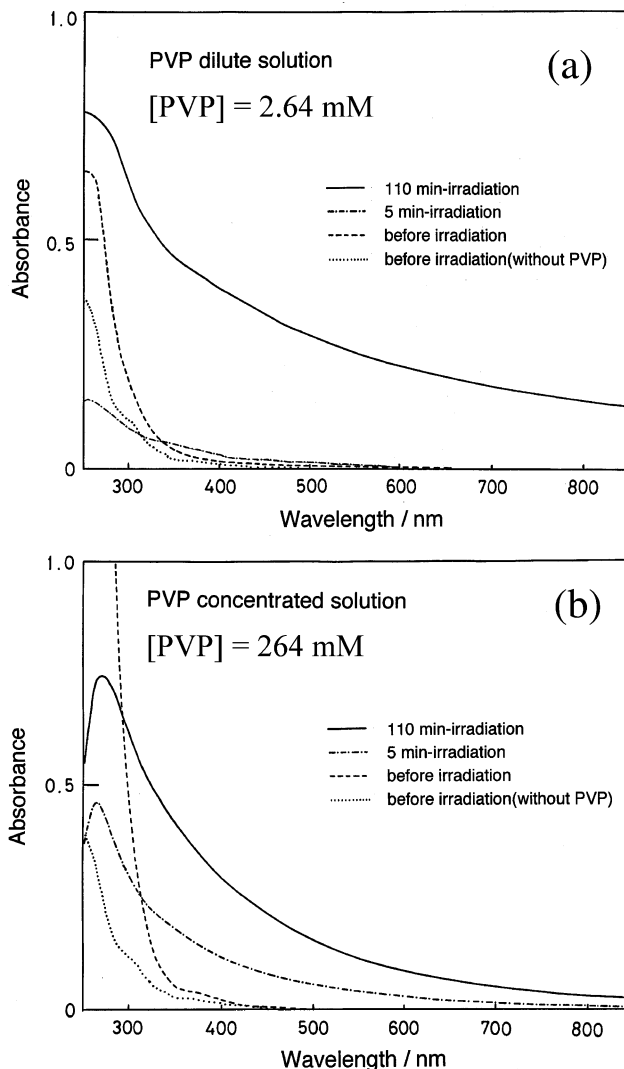 1.0
PVP dilute solution
(a)
[PVP] = 2.64 mM
110 min-irradiation
5 min-irradiation
before irradiation
before irradiation(without PVP)
0.5
Absorbance
0
300 400 500 600 700 800
Wavelength / nm
1.0
PVP concentrated solution
(b)
[PVP] = 264 mM
110 min-irradiation
5 min-irradiation
before irradiation
before irradiation(without PVP)
0.5
Absorbance
0
300 400 500 600 700 800
Wavelength / nm